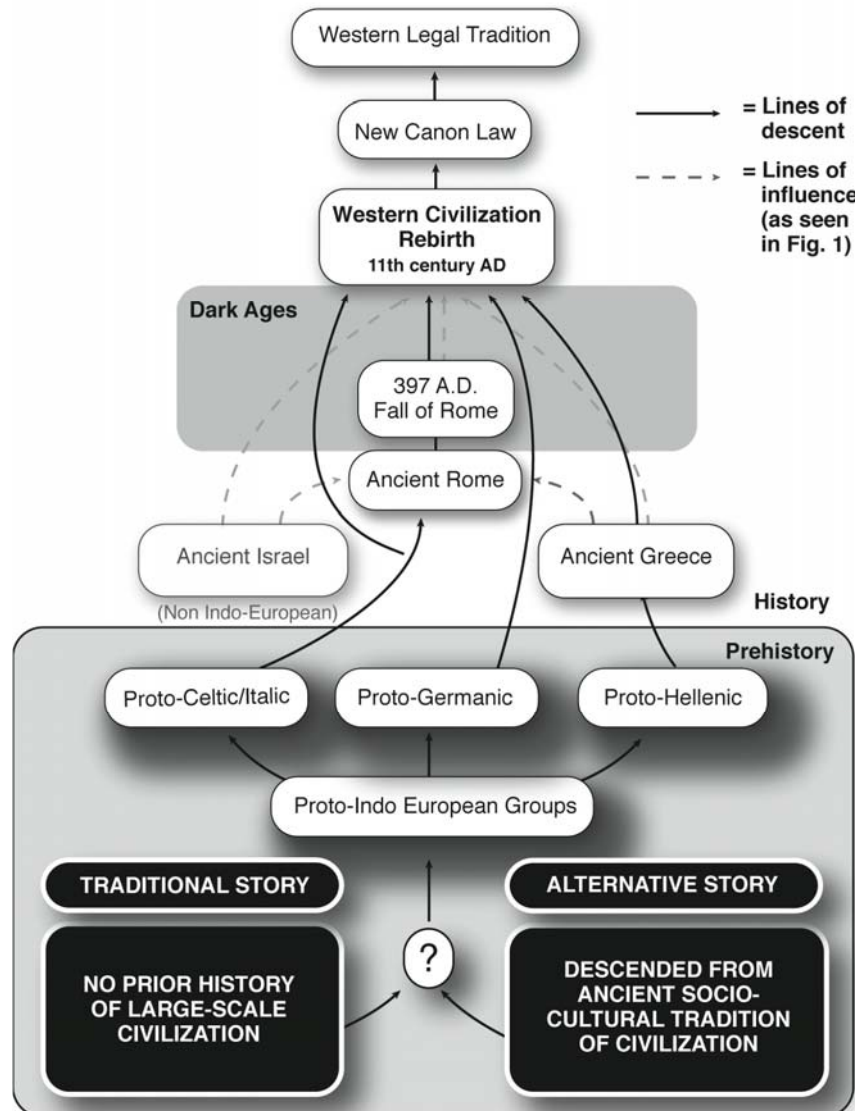 Western Legal Tradition
New Canon Law
= Lines of
descent
= Lines of
influence
(as seen
in Fig. 1)
Western Civilization
Rebirth
11th century AD
Dark Ages
397 A.D.
Fall of Rome
Ancient Rome
Ancient Israel
(Non Indo-European)
Ancient Greece
History
Prehistory
Proto-Celtic/Italic
Proto-Germanic
Proto-Hellenic
Proto-Indo European Groups
TRADITIONAL STORY
ALTERNATIVE STORY
?
NO PRIOR HISTORY
OF LARGE-SCALE
CIVILIZATION
DESCENDED FROM
ANCIENT SOCIO-
CULTURAL TRADITION
OF CIVILIZATION